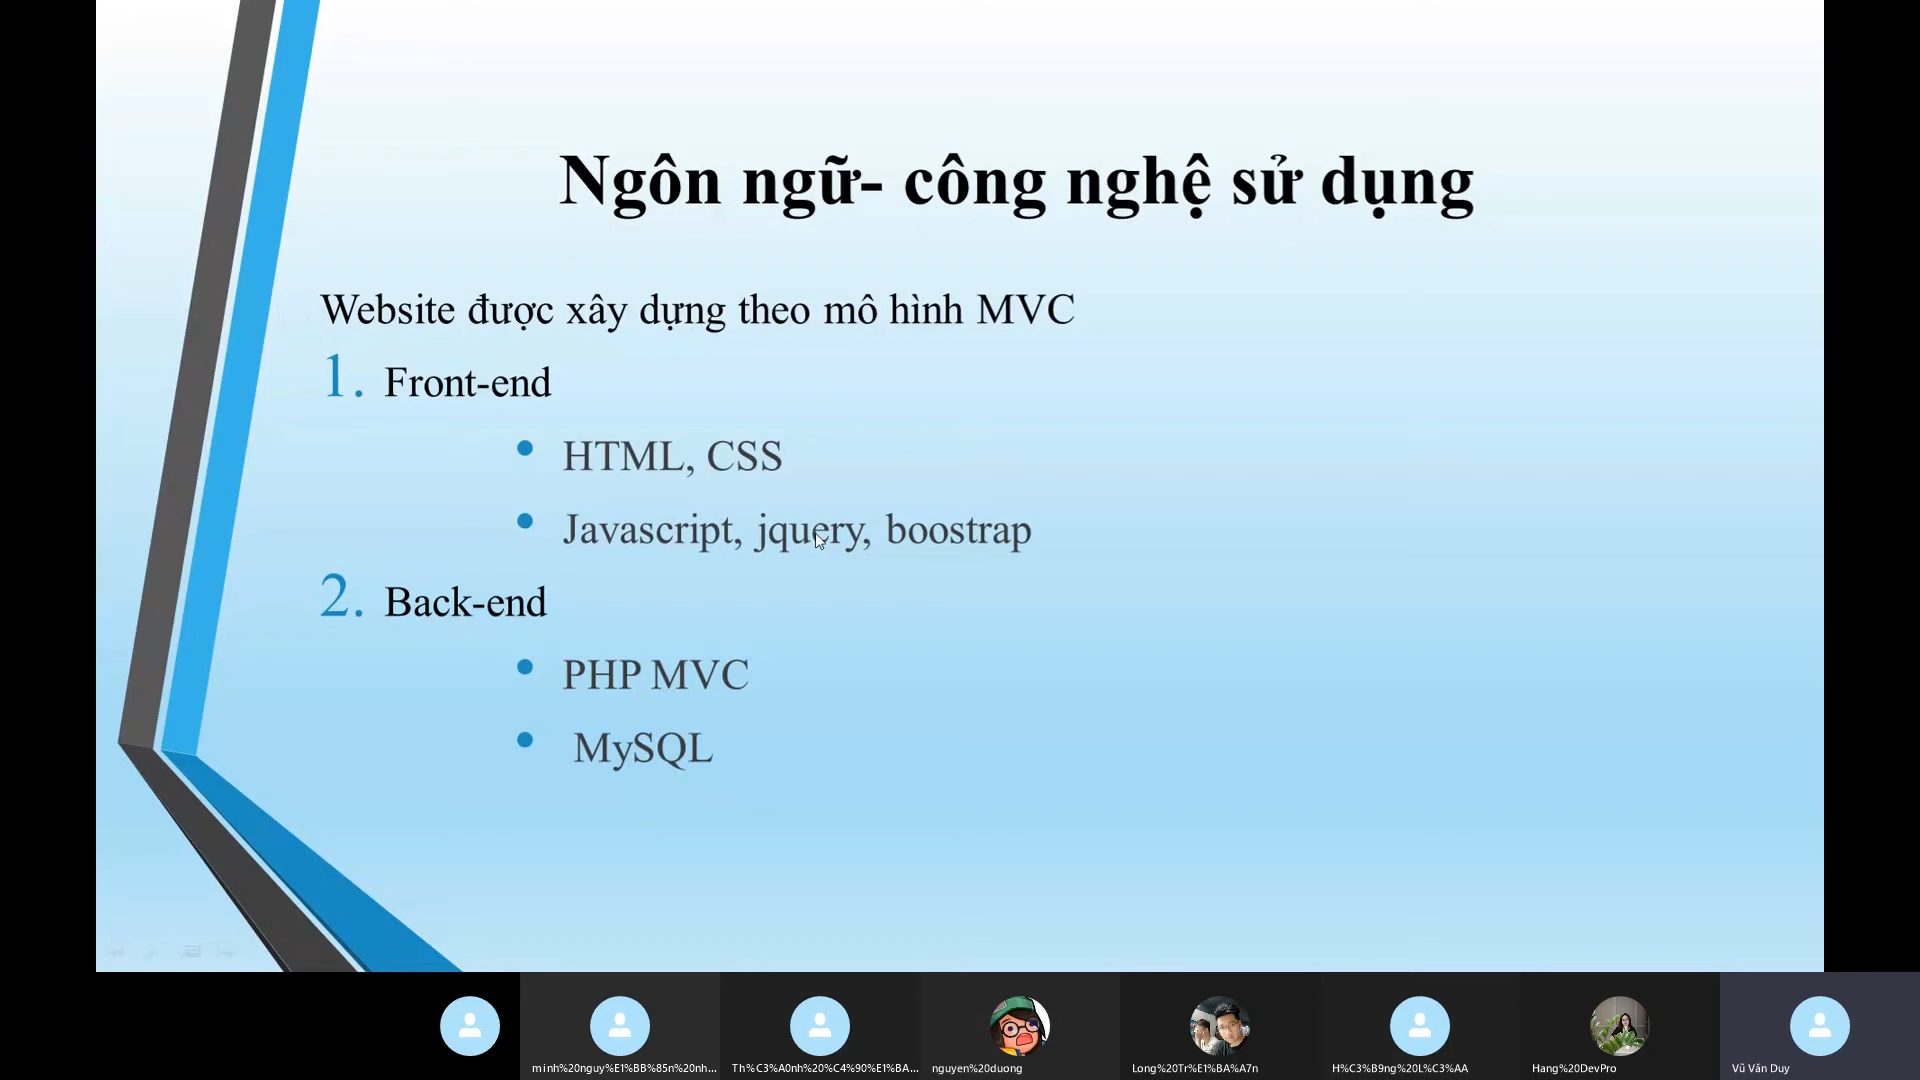 Ngôn ngữ- công nghệ sử dụng
Website được xây dựng theo mô hình MVC
1. Front-end
• HTML, CSS
• Javascript, jquery, boostrap
2. Back-end
• PHP MVC
• MySQL
minh%20nguy%E1%BB%85n%20nh...
Th%C3%A0nh%20%C4%90%E1%BA...
nguyen%20duong
Long%20Tr%E1%BA%A7n
H%C3%B9ng%20L%C3%AA
Hang%20DevPro
Vũ Văn Duy